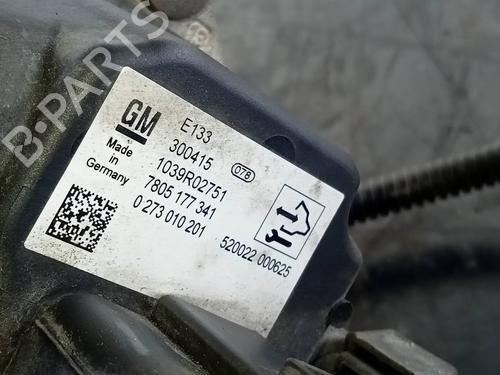 B-PARTS
GM
E133
Made in Germany
300415
078
1039R02751
7805 177 341
0 273 010 201
520022 000625